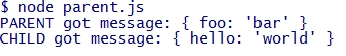 $ node parent.js
PARENT got message: { foo: 'bar' }
CHILD got message: { hello: 'world' }